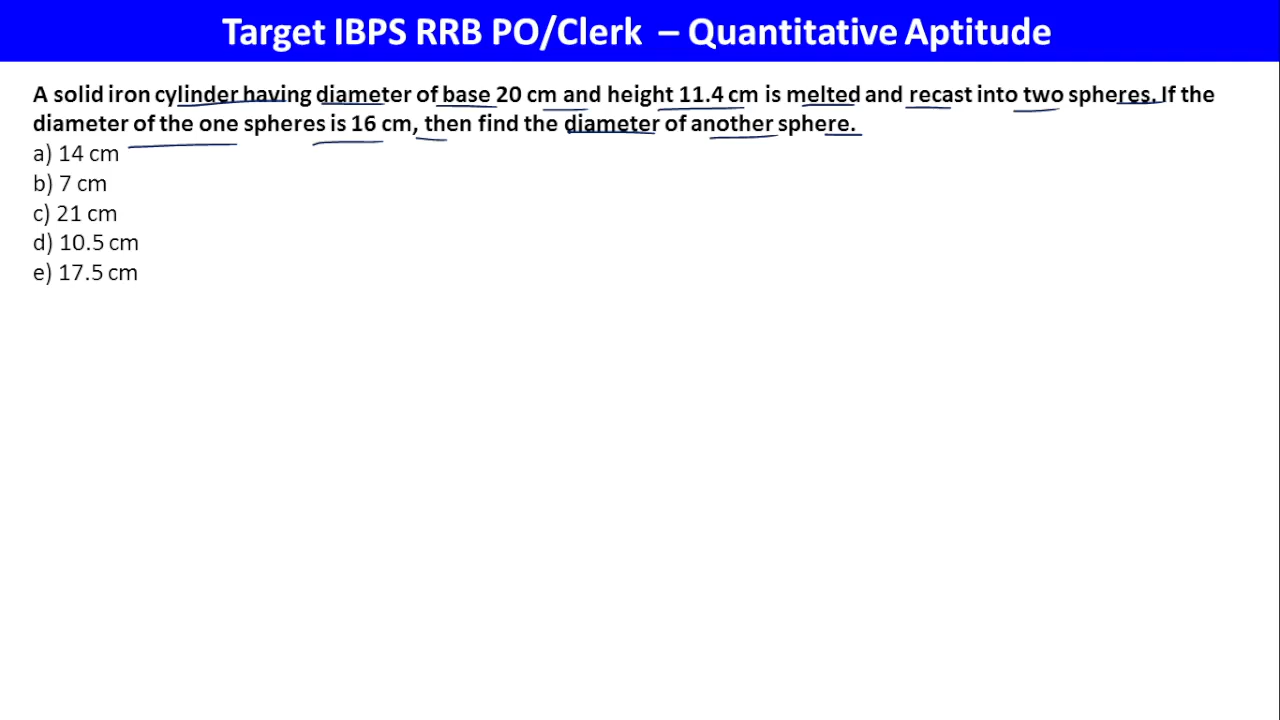 Target IBPS RRB PO/Clerk – Quantitative Aptitude
A solid iron cylinder having diameter of base 20 cm and height 11.4 cm is melted and recast into two spheres. If the
diameter of the one spheres is 16 cm, then find the diameter of another sphere.
a) 14 cm
b) 7 cm
c) 21 cm
d) 10.5 cm
e) 17.5 cm